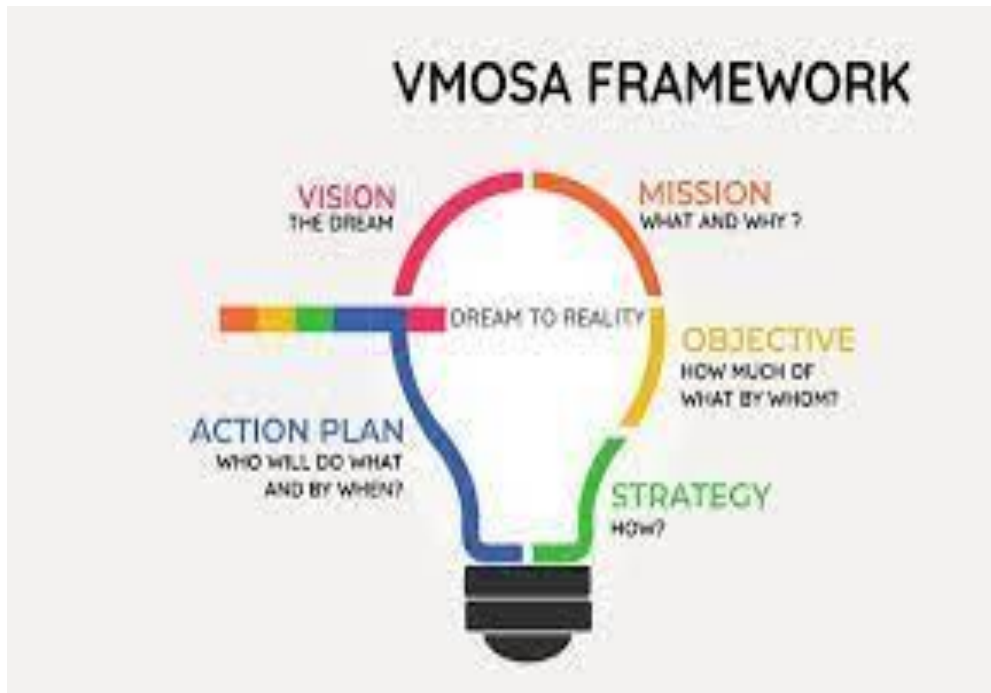 VMOSA FRAMEWORK
VISION
THE DREAM
MISSION
WHAT AND WHY ?
DREAM TO REALITY
OBJECTIVE
HOW MUCH OF
WHAT BY WHOM?
ACTION PLAN
WHO WILL DO WHAT
AND BY WHEN?
STRATEGY
HOW?